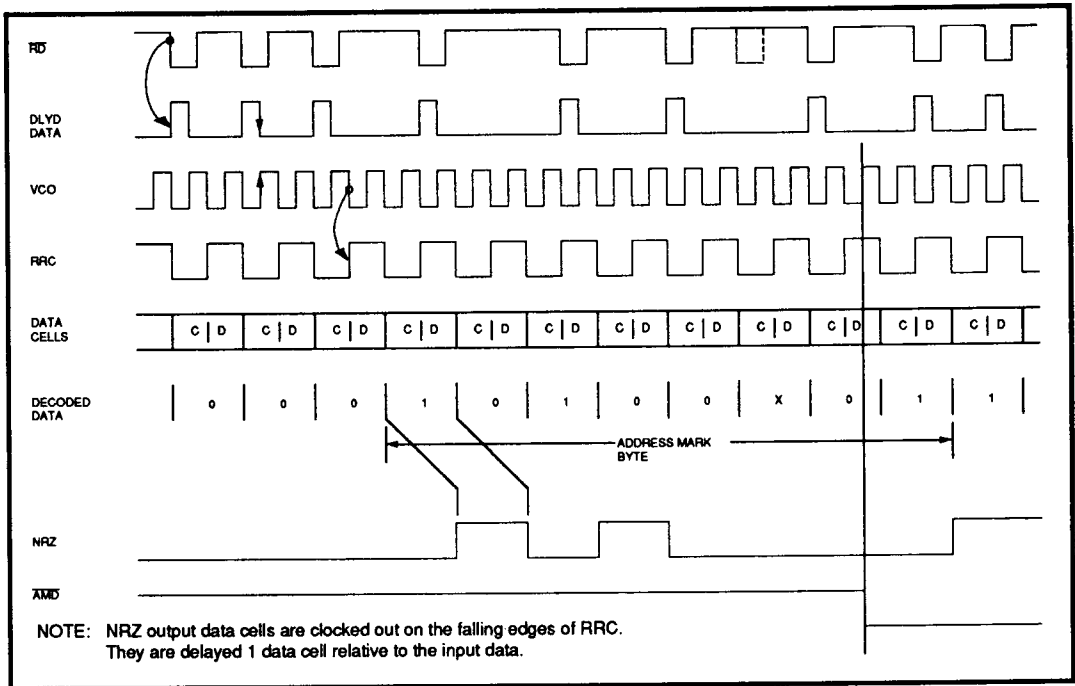 RD
DLYD
DATA
VCO
RRC
DATA
CELLS
C D C D C D C D C D C D C D C D C D C D C D C D
DECODED
DATA
0 0 0 1 0 1 0 0 X 0 1 1
ADDRESS MARK
BYTE
NRZ
AMD
NOTE: NRZ output data cells are clocked out on the falling edges of RRC.
They are delayed 1 data cell relative to the input data.